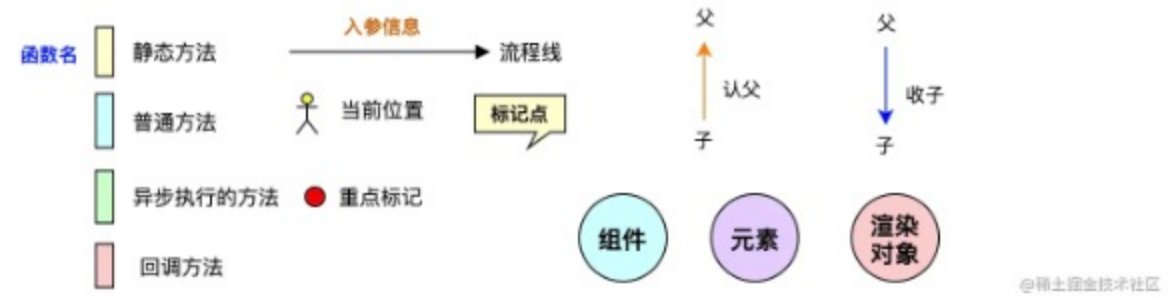 函数名
静态方法
入参信息
流程线
普通方法
当前位置
标记点
异步执行的方法
重点标记
回调方法
父
认父
子
父
收子
子
组件
元素
渲染
对象
@稀土掘金技术社区